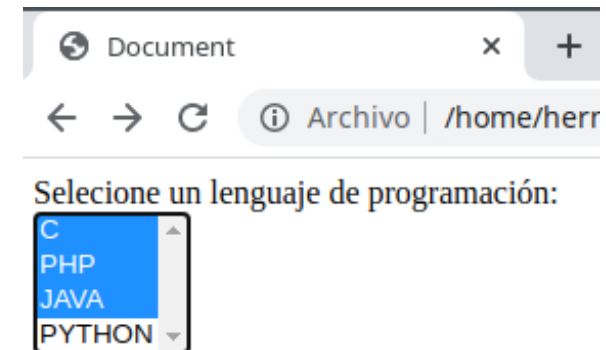 Document
Archivo | /home/herr
Selecione un lenguaje de programación:
C
PHP
JAVA
PYTHON